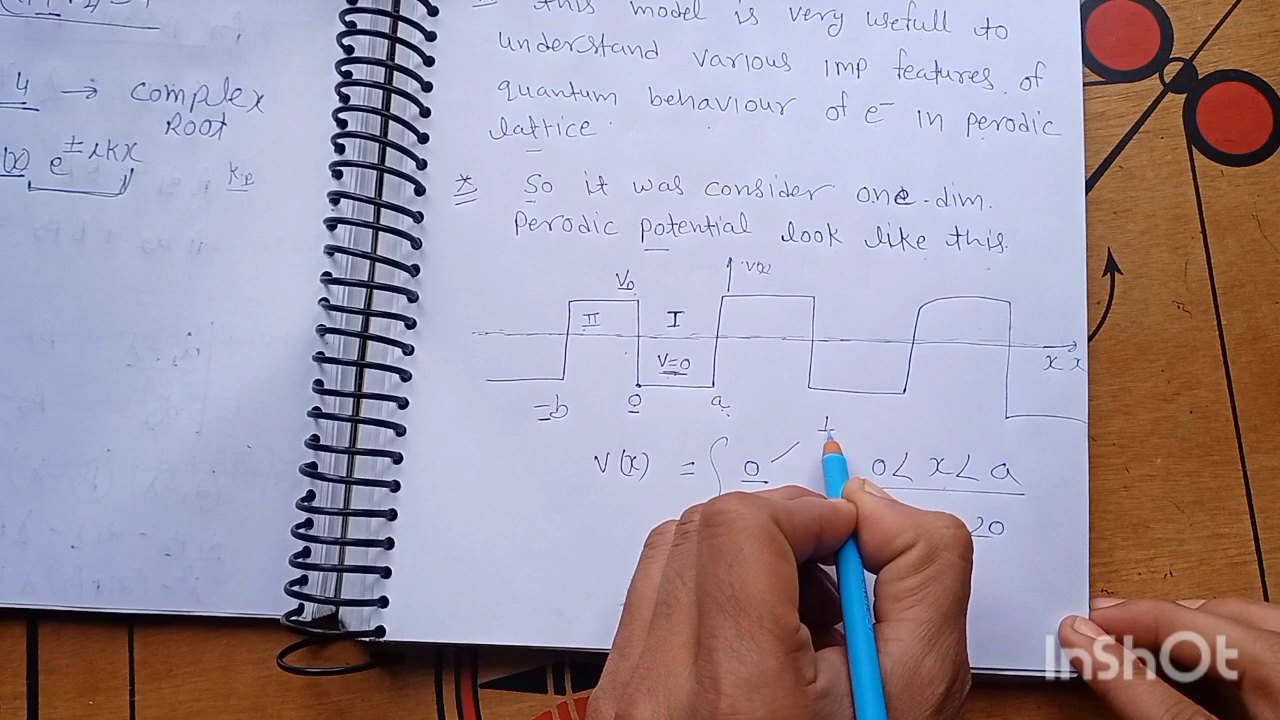 4 → complex
Root
e^±ikx
K.p
this model is very usefull to
understand various imp features of
quantum behaviour of e⁻ in perodic
lattice.
* So it was consider one-dim.
Perodic potential look like this.
V₀ V(x)
II I
V=0
x x
-b 0 a
V(x) = { 0 0< x< a
<0
InShOt